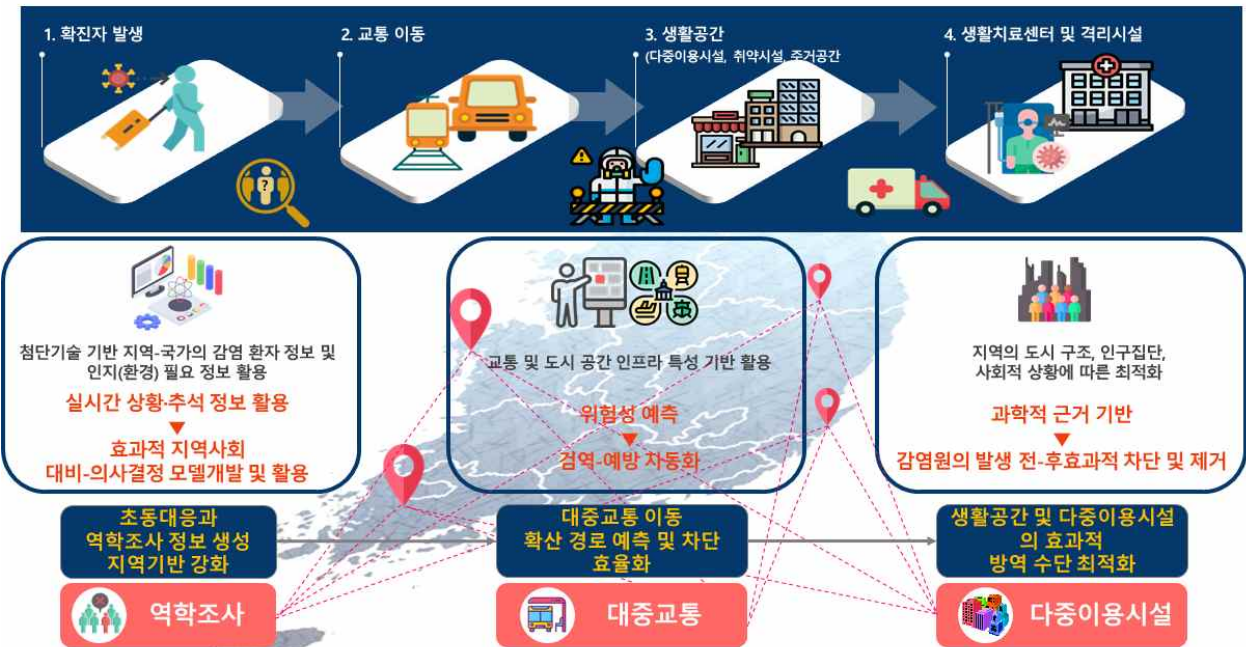 1. 확진자 발생
2. 교통 이동
3. 생활공간
(다중이용시설, 취약시설, 주거공간
4. 생활치료센터 및 격리시설
?
첨단기술 기반 지역-국가의 감염 환자 정보 및
인지(환경) 필요 정보 활용
실시간 상황·추석 정보 활용
효과적 지역사회
대비-의사결정 모델개발 및 활용
교통 및 도시 공간 인프라 특성 기반 활용
위험성 예측
검역-예방 자동화
지역의 도시 구조, 인구집단,
사회적 상황에 따른 최적화
과학적 근거 기반
감염원의 발생 전-후효과적 차단 및 제거
초동대응과
역학조사 정보 생성
지역기반 강화
대중교통 이동
확산 경로 예측 및 차단
효율화
생활공간 및 다중이용시설
의 효과적
방역 수단 최적화
역학조사
대중교통
다중이용시설